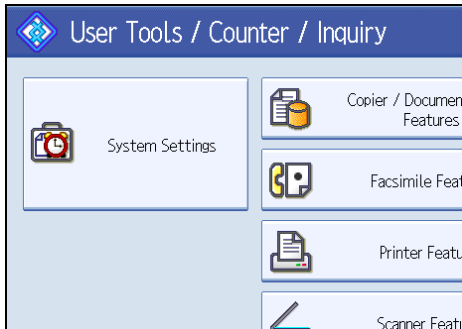 User Tools / Counter / Inquiry
System Settings
Copier / Documen
Features
Facsimile Feat
Printer Featu
Scanner Featu